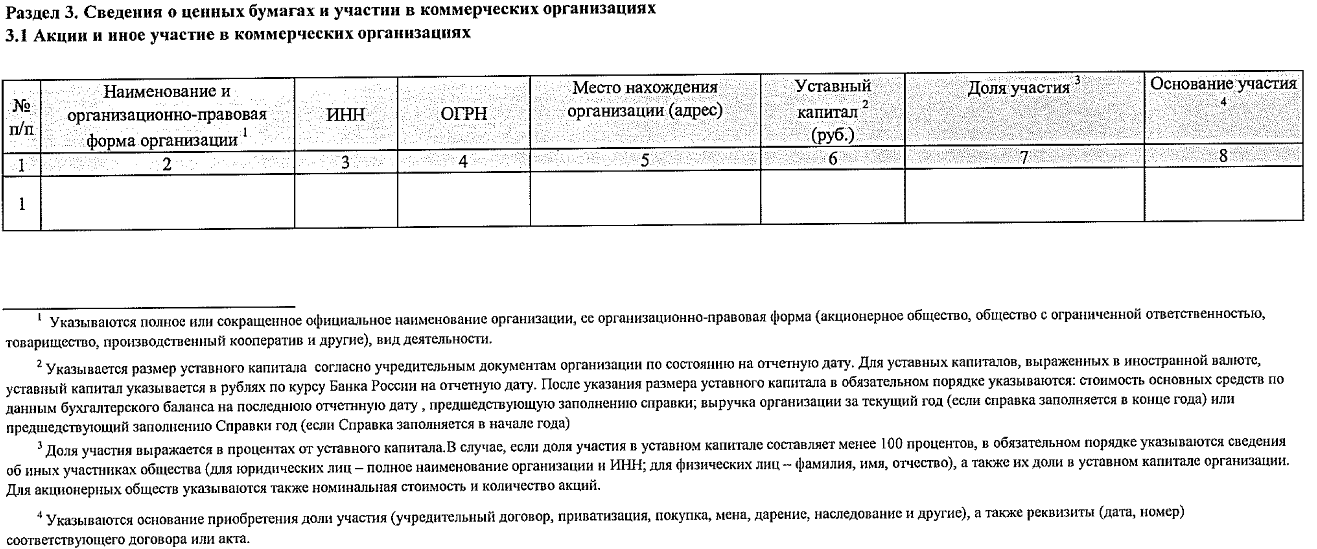 Раздел 3. Сведения о ценных бумагах и участии в коммерческих организациях
3.1 Акции и иное участие в коммерческих организациях
№ п/п
Наименование и
организационно-правовая
форма организации 1
ИНН
ОГРН
Место нахождения
организации (адрес)
Уставный
капитал 2
(руб.)
Доля участия 3
Основание участия
4
1 2 3 4 5 6 7 8
1
1 Указываются полное или сокращенное официальное наименование организации, ее организационно-правовая форма (акционерное общество, общество с ограниченной ответственностью,
товарищество, производственный кооператив и другие), вид деятельности.
2 Указывается размер уставного капитала согласно учредительным документам организации по состоянию на отчетную дату. Для уставных капиталов, выраженных в иностранной валюте,
уставный капитал указывается в рублях по курсу Банка России на отчетную дату. После указания размера уставного капитала в обязательном порядке указываются: стоимость основных средств по
данным бухгалтерского баланса на последнюю отчетнную дату , предшедствующую заполнению справки; выручка организации за текущий год (если справка заполняется в конце года) или
предшедствующий заполнению Справки год (если Справка заполняется в начале года)
3 Доля участия выражается в процентах от уставного капитала.В случае, если доля участия в уставном капитале составляет менее 100 процентов, в обязательном порядке указываются сведения
об иных участниках общества (для юридических лиц – полное наименование организации и ИНН; для физических лиц – фамилия, имя, отчество), а также их доли в уставном капитале организации.
Для акционерных обществ указываются также номинальная стоимость и количество акций.
4 Указываются основание приобретения доли участия (учредительный договор, приватизация, покупка, мена, дарение, наследование и другие), а также реквизиты (дата, номер)
соответствующего договора или акта.